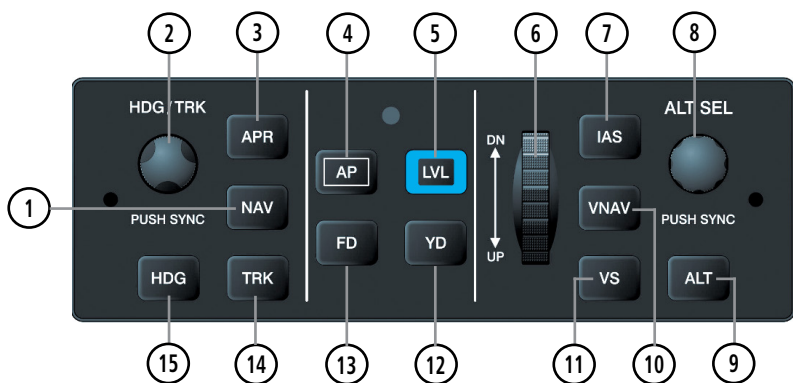 2 3 4 5 6 7 8
HDG/TRK ALT SEL
APR IAS
DN
AP LVL
1 NAV VNAV
PUSH SYNC PUSH SYNC
FD YD
UP
HDG TRK VS ALT
15 14 13 12 11 10 9